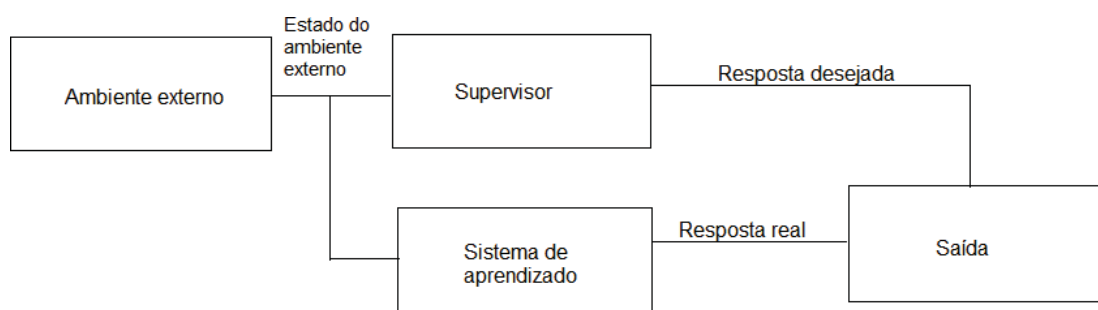 Ambiente externo
Estado do
ambiente
externo
Supervisor
Resposta desejada
Sistema de
aprendizado
Resposta real
Saída